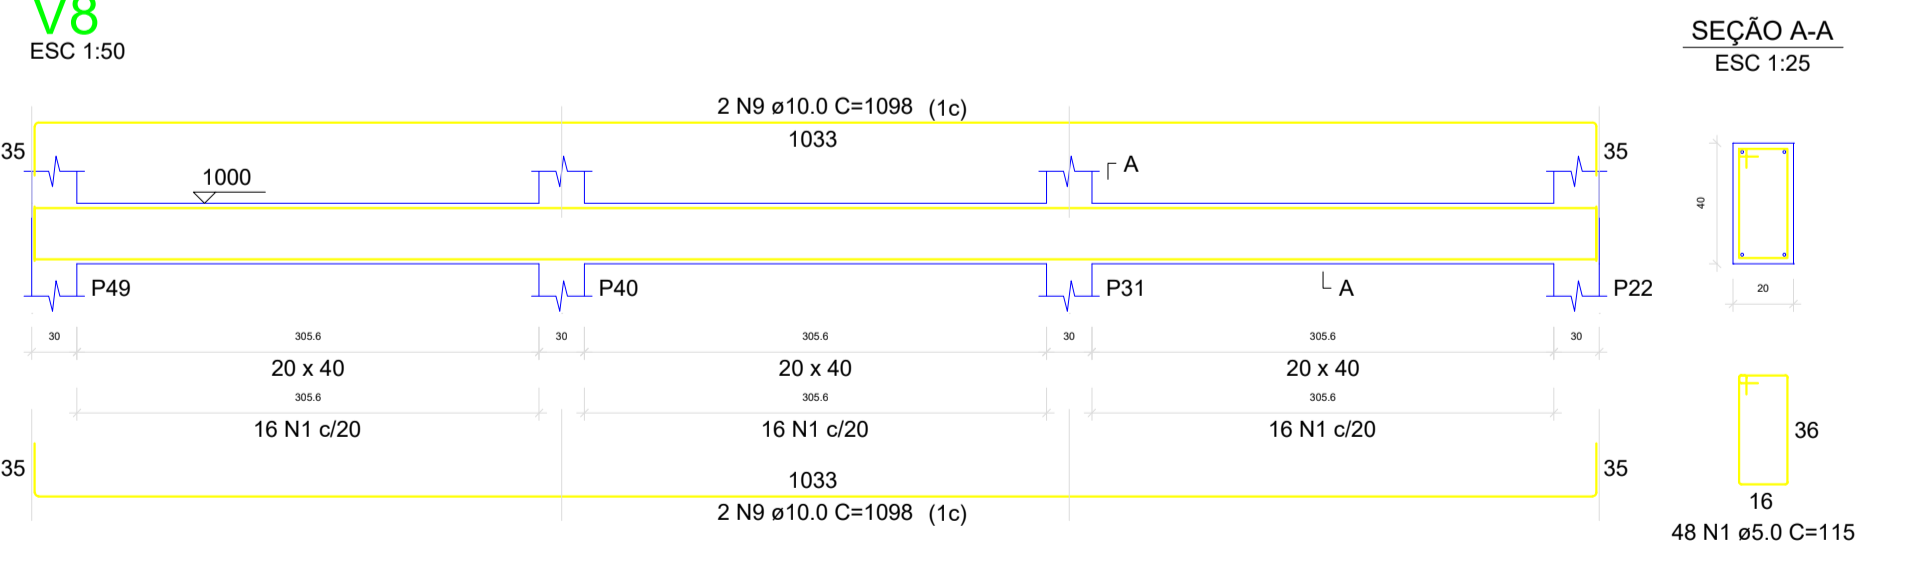 V8
ESC 1:50
SEÇÃO A-A
ESC 1:25
2 N9 ø10.0 C=1098 (1c)
1033
35
35
1000
A
P49
P40
P31
A
P22
40
20
30
305.6
30
305.6
30
305.6
30
20 x 40
20 x 40
20 x 40
305.6
305.6
305.6
16 N1 c/20
16 N1 c/20
16 N1 c/20
35
1033
35
2 N9 ø10.0 C=1098 (1c)
36
16
48 N1 ø5.0 C=115